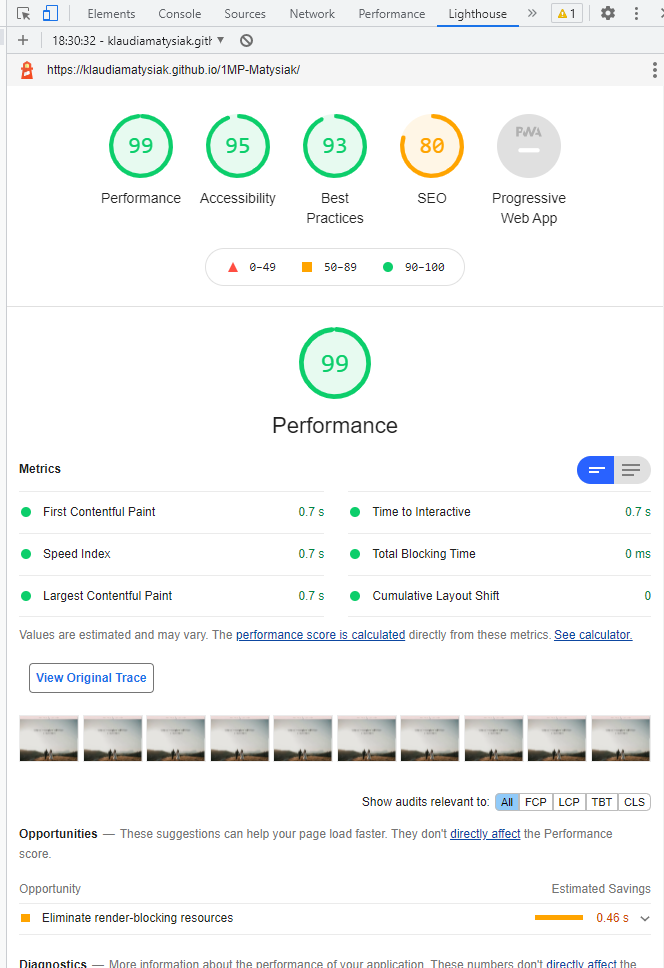 Elements Console Sources Network Performance Lighthouse » 1
+ 18:30:32 - klaudiamatysiak.gith
https://klaudiamatysiak.github.io/1MP-Matysiak/
99 95 93 80 PWA
Performance Accessibility Best Practices SEO Progressive Web App
0–49 50–89 90–100
99
Performance
Metrics
First Contentful Paint 0.7 s Time to Interactive 0.7 s
Speed Index 0.7 s Total Blocking Time 0 ms
Largest Contentful Paint 0.7 s Cumulative Layout Shift 0
Values are estimated and may vary. The performance score is calculated directly from these metrics. See calculator.
View Original Trace
Show audits relevant to: All FCP LCP TBT CLS
Opportunities — These suggestions can help your page load faster. They don't directly affect the Performance
score.
Opportunity Estimated Savings
Eliminate render-blocking resources 0.46 s
Diagnostics — More information about the performance of your application. These numbers don't directly affect the